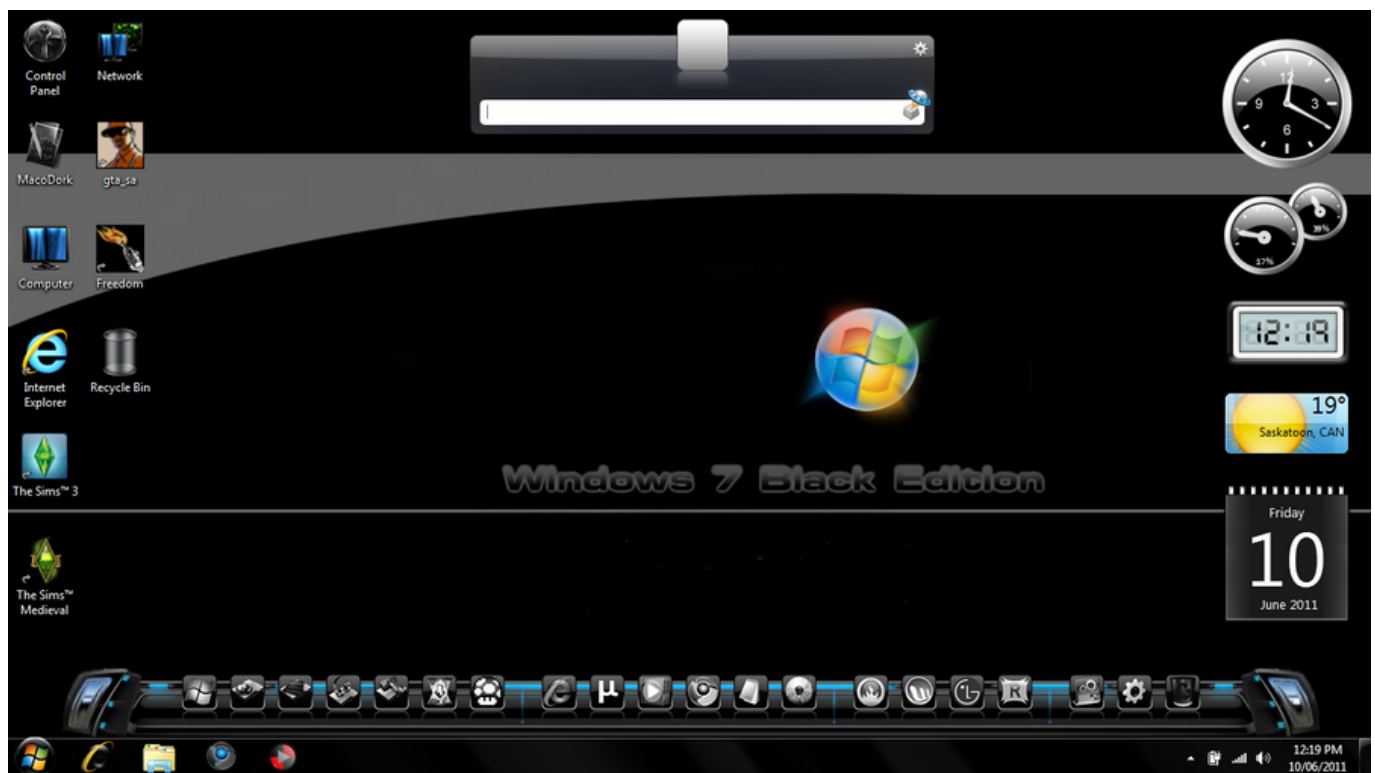 Control
Panel
Network
MacoDork
gta_sa
Computer
Freedom
Internet
Explorer
Recycle Bin
The Sims™ 3
The Sims™
Medieval
Windows 7 Black Edition
12
9
3
6
39%
37%
12:19
19°
Saskatoon, CAN
Friday
10
June 2011
µ
R
12:19 PM
10/06/2011